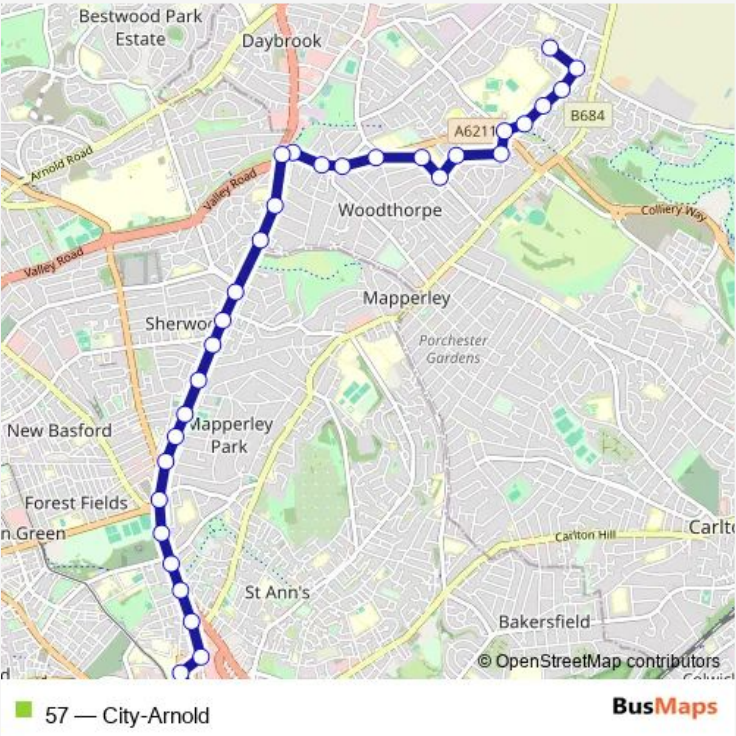 Bestwood Park
Estate
Daybrook
B684
A6211
Arnold Road
Valley Road
Woodthorpe
Colliery Way
Valley Road
Mapperley
Sherwo
Porchester
Gardens
New Basford
Mapperley
Park
Forest Fields
n Green
Carlton Hill
Carlto
St Ann's
Bakersfield
© OpenStreetMap contributors
d
57 — City-Arnold
BusMaps